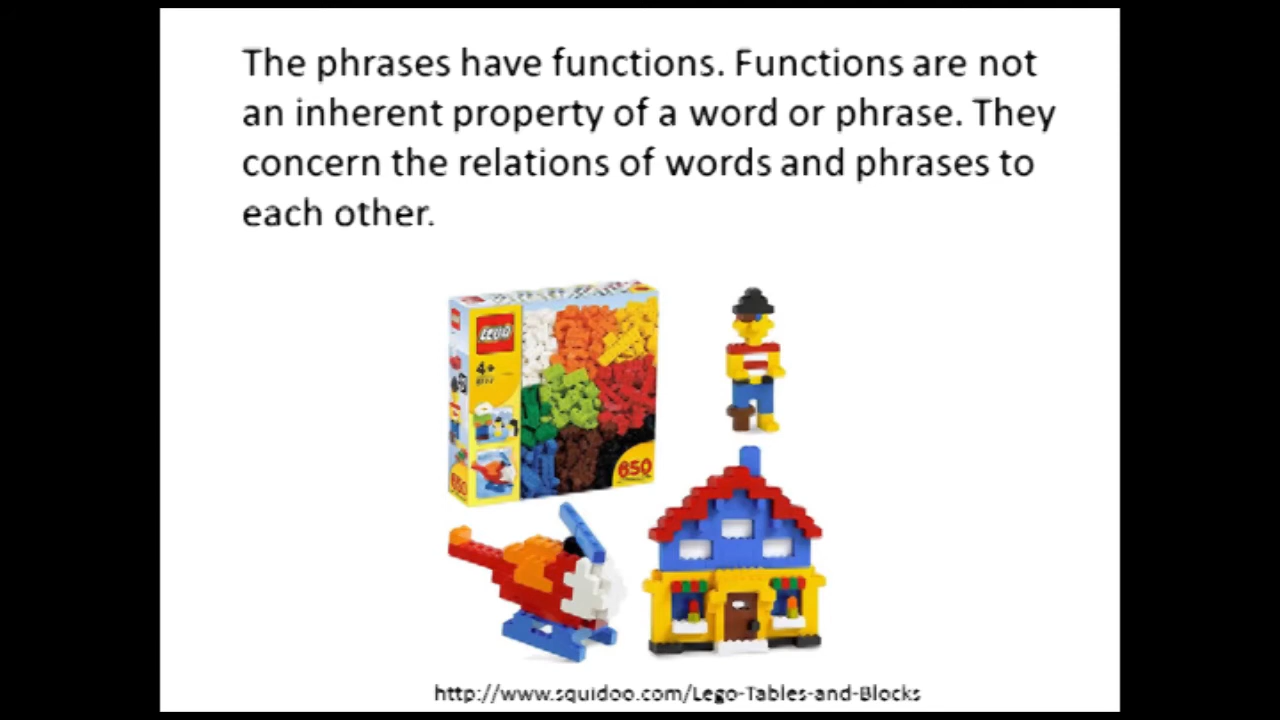 The phrases have functions. Functions are not
an inherent property of a word or phrase. They
concern the relations of words and phrases to
each other.
LEGO
4+
650
650
http://www.squidoo.com/Lego-Tables-and-Blocks